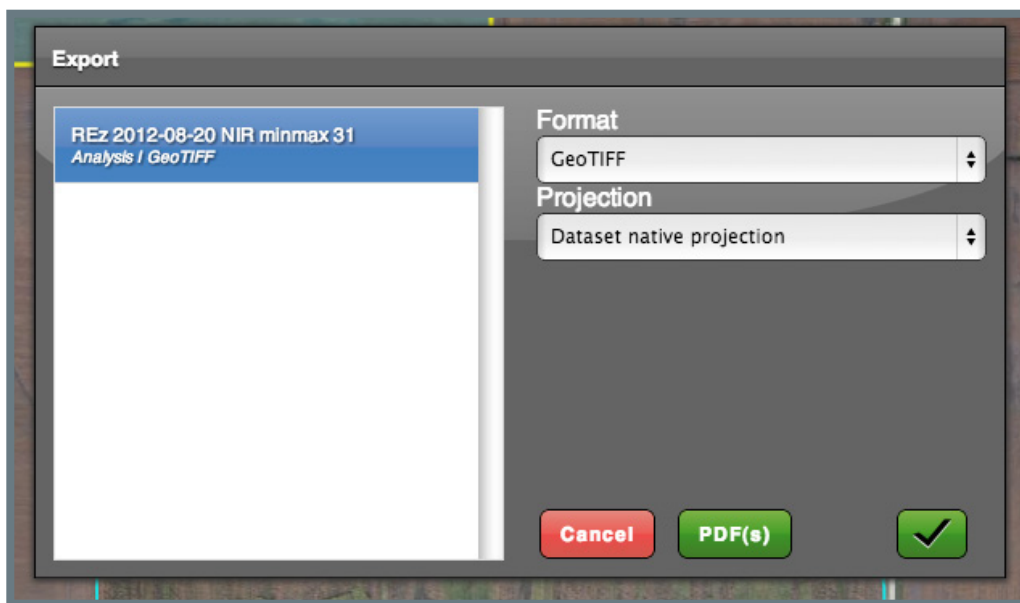 Export
REz 2012-08-20 NIR minmax 31
Analysis / GeoTIFF
Format
GeoTIFF
Projection
Dataset native projection
Cancel
PDF(s)